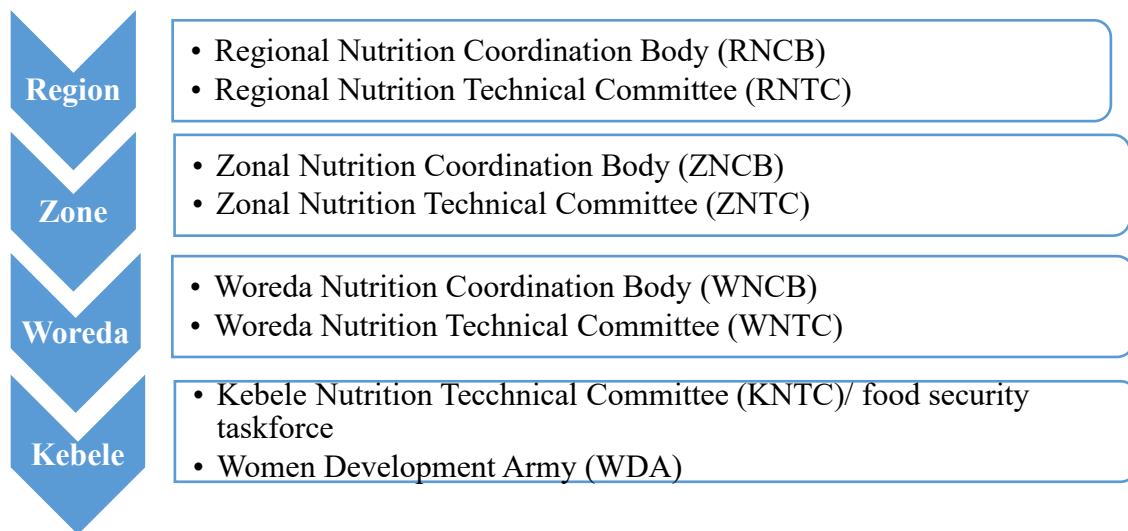 Region
• Regional Nutrition Coordination Body (RNCB)
• Regional Nutrition Technical Committee (RNTC)
Zone
• Zonal Nutrition Coordination Body (ZNCB)
• Zonal Nutrition Technical Committee (ZNTC)
Woreda
• Woreda Nutrition Coordination Body (WNCB)
• Woreda Nutrition Technical Committee (WNTC)
Kebele
• Kebele Nutrition Tecchnical Committee (KNTC)/ food security
taskforce
• Women Development Army (WDA)